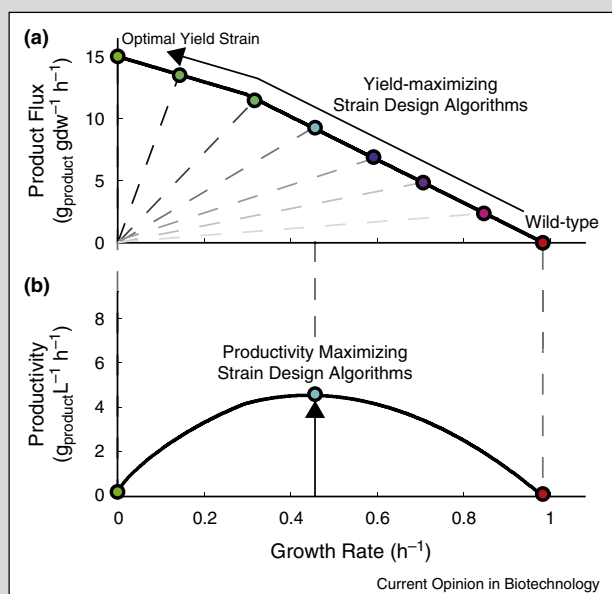 (a)
Optimal Yield Strain
15
Yield-maximizing
Strain Design Algorithms
10
5
Wild-type
0
Product Flux
(gproduct gdw−1 h−1)
(b)
8
Productivity Maximizing
Strain Design Algorithms
6
4
2
0
Productivity
(gproductL−1 h−1)
0 0.2 0.4 0.6 0.8 1
Growth Rate (h−1)
Current Opinion in Biotechnology